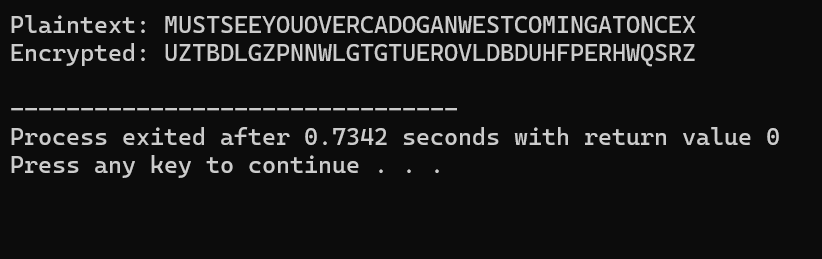 Plaintext: MUSTSEEYOUOVERCADOGANWESTCOMINGATONCEX
Encrypted: UZTBDLGZPNNWLGTGTUEROVLDBDUHFPERHWQSRZ
--------------------------------
Process exited after 0.7342 seconds with return value 0
Press any key to continue . . .